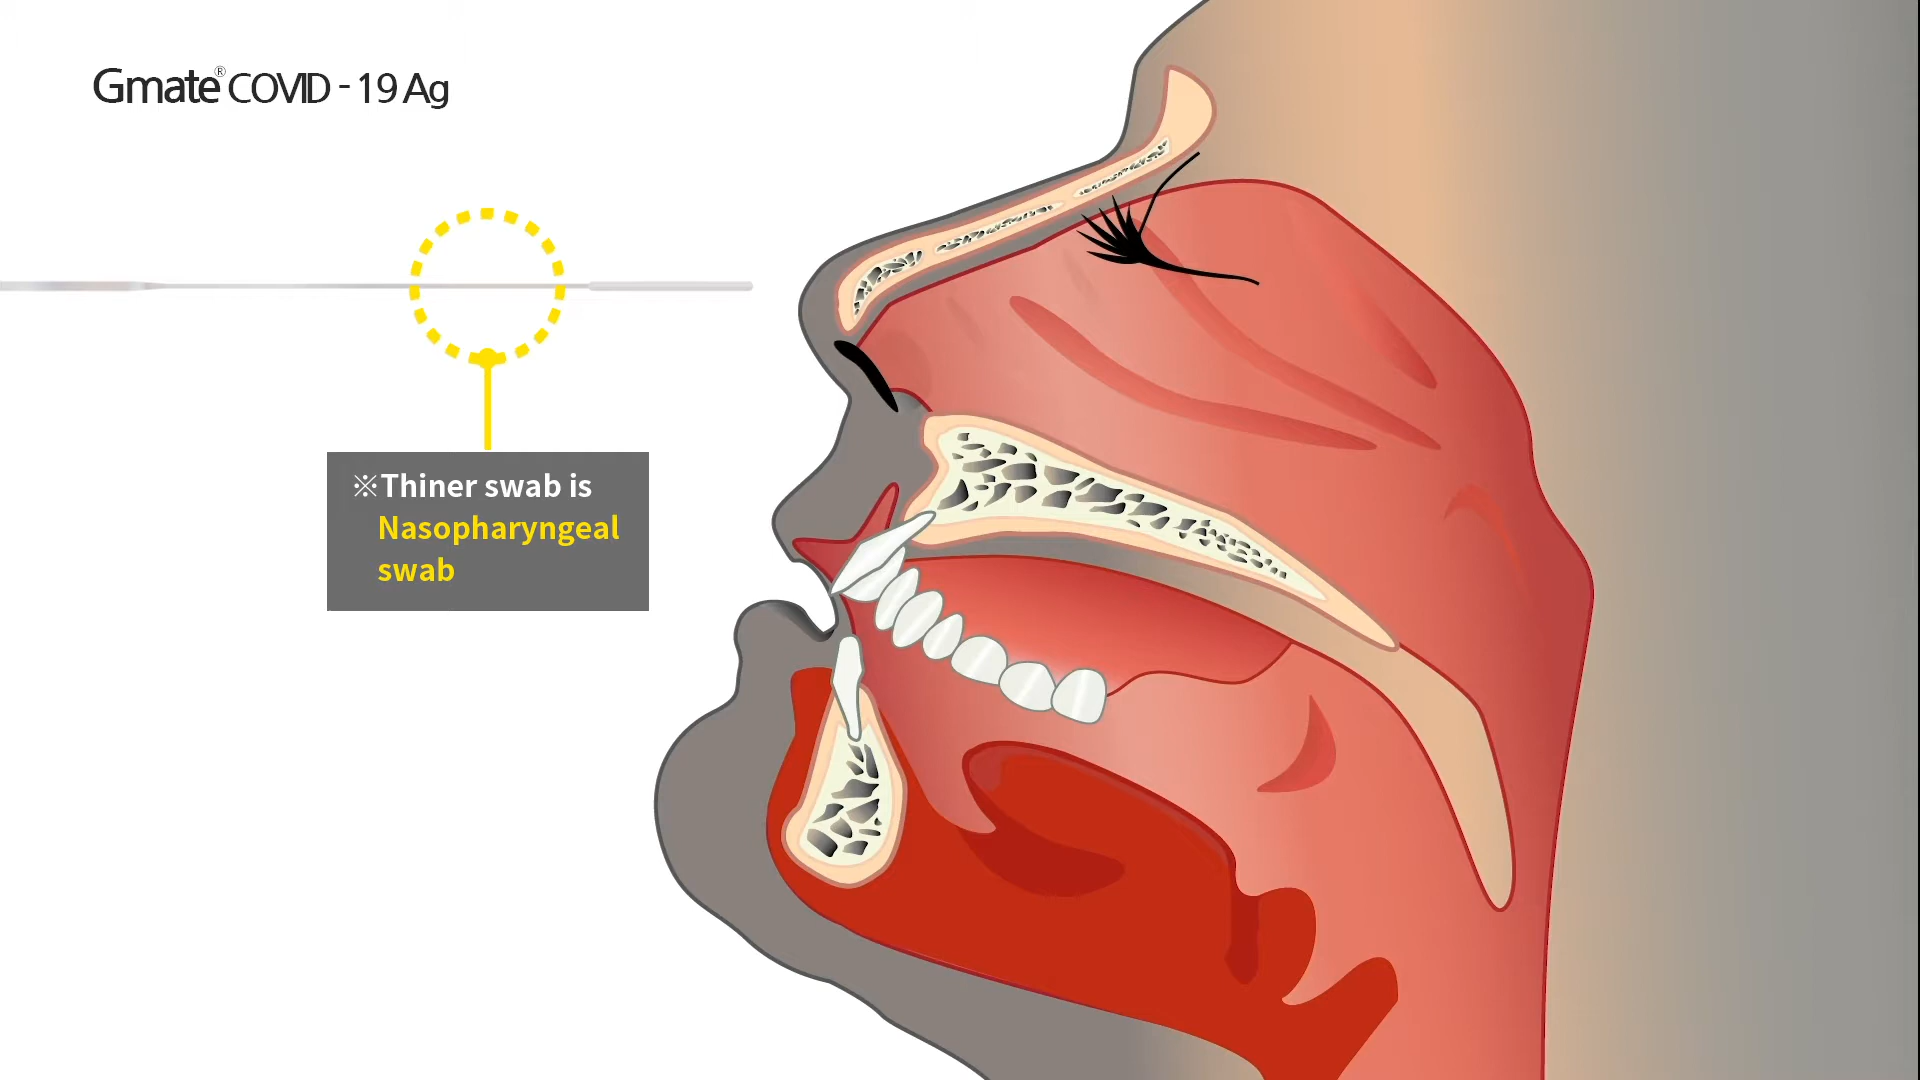 Gmate® COVID - 19 Ag
※Thiner swab is
Nasopharyngeal
swab